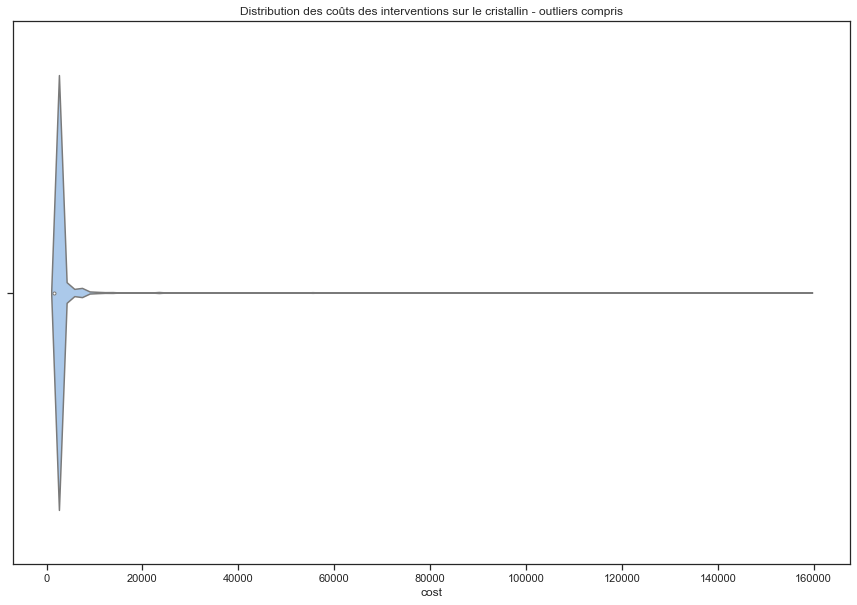 Distribution des coûts des interventions sur le cristallin - outliers compris
0 20000 40000 60000 80000 100000 120000 140000 160000
cost